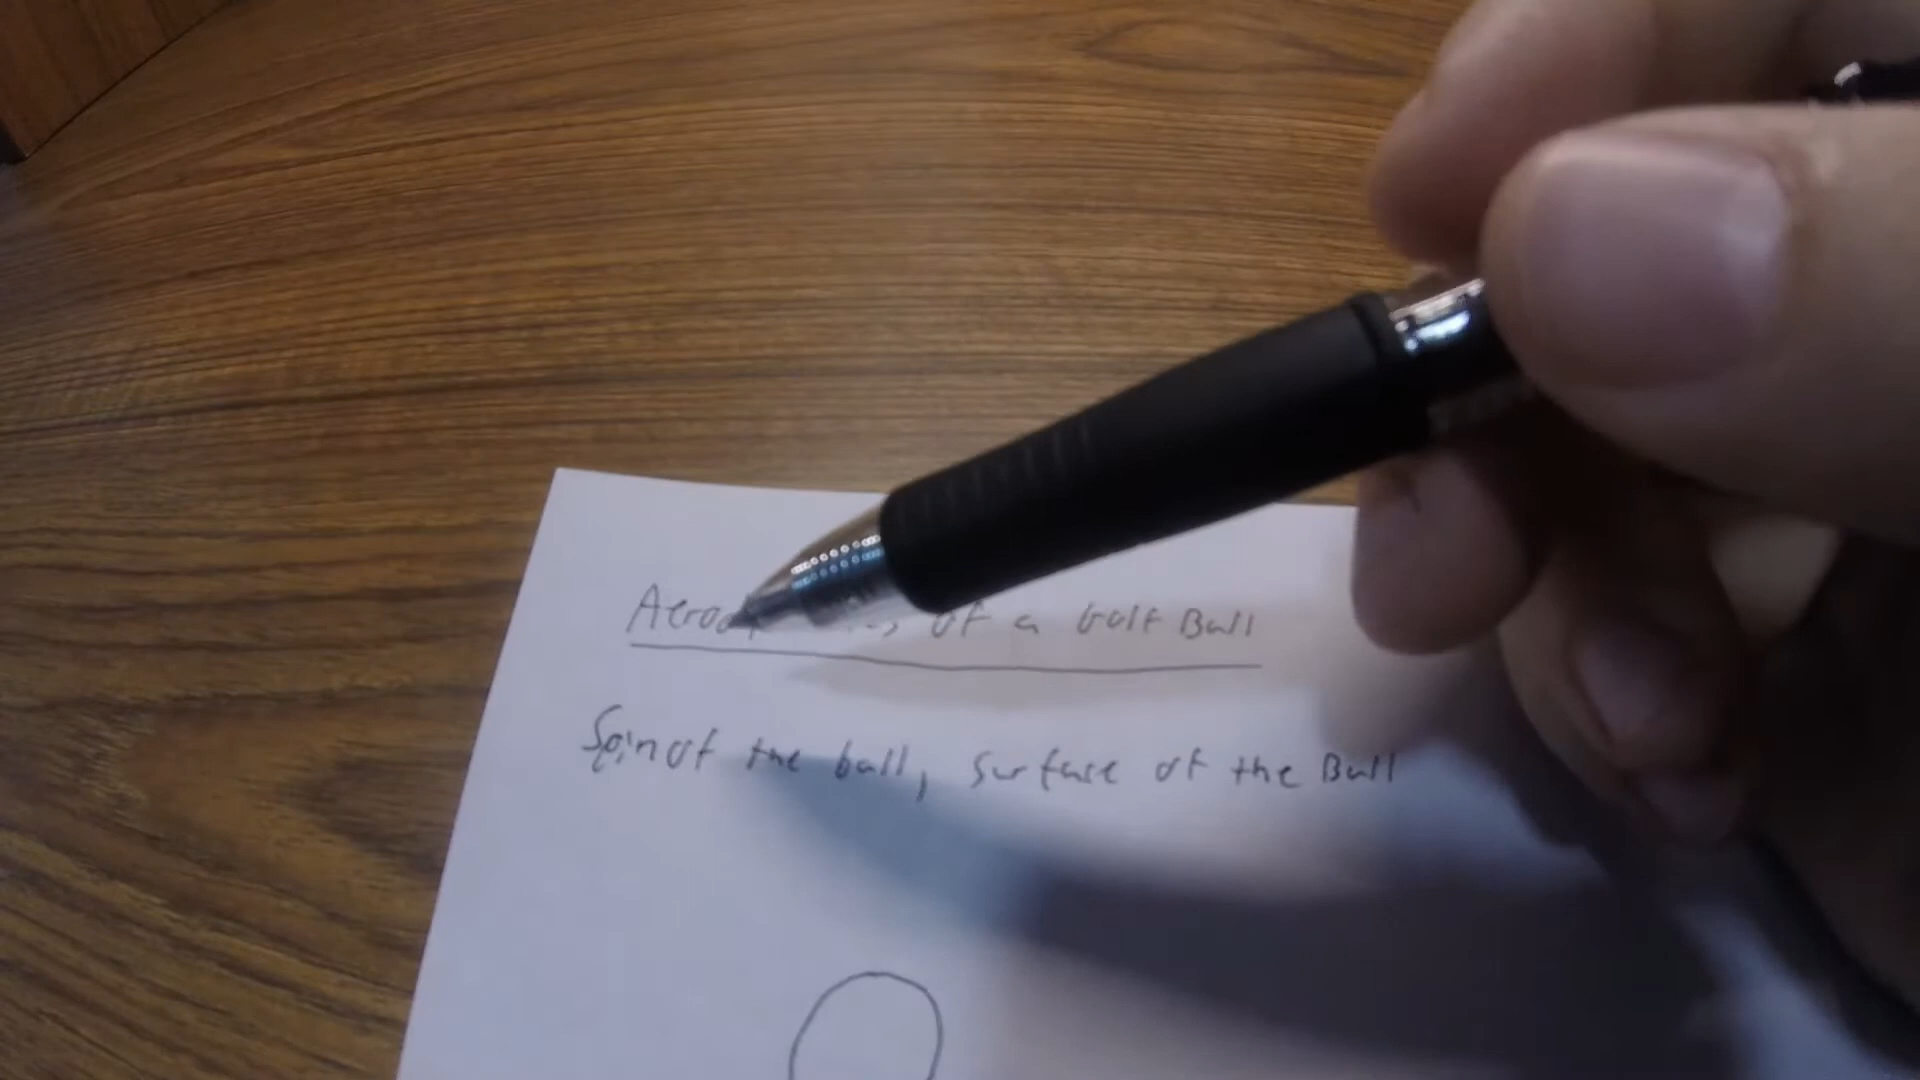 of a Golf Ball
Spin of the ball, surface of the Ball